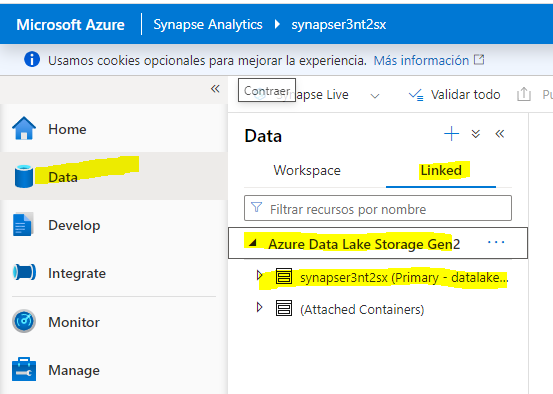 Microsoft Azure Synapse Analytics synapser3nt2sx
Usamos cookies opcionales para mejorar la experiencia. Más información
Contraer
Synapse Live Validar todo
Home
Data
Develop
Integrate
Monitor
Manage
Data
Workspace Linked
Filtrar recursos por nombre
Azure Data Lake Storage Gen2
synapser3nt2sx (Primary - datalake...
(Attached Containers)